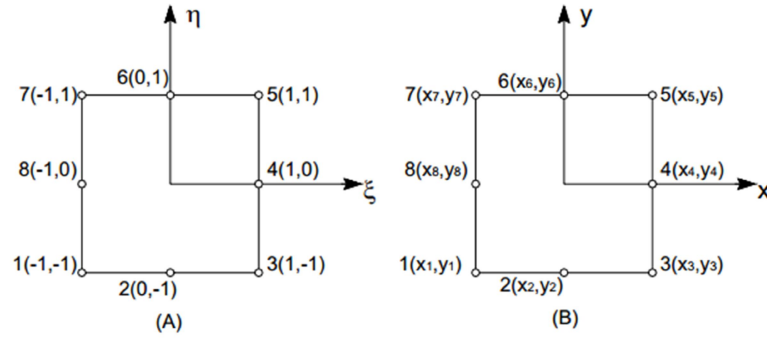 η
6(0,1)
7(-1,1)
5(1,1)
8(-1,0)
4(1,0)
ξ
1(-1,-1)
3(1,-1)
2(0,-1)
(A)
y
6(x₆,y₆)
7(x₇,y₇)
5(x₅,y₅)
8(x₈,y₈)
4(x₄,y₄)
x
1(x₁,y₁)
3(x₃,y₃)
2(x₂,y₂)
(B)